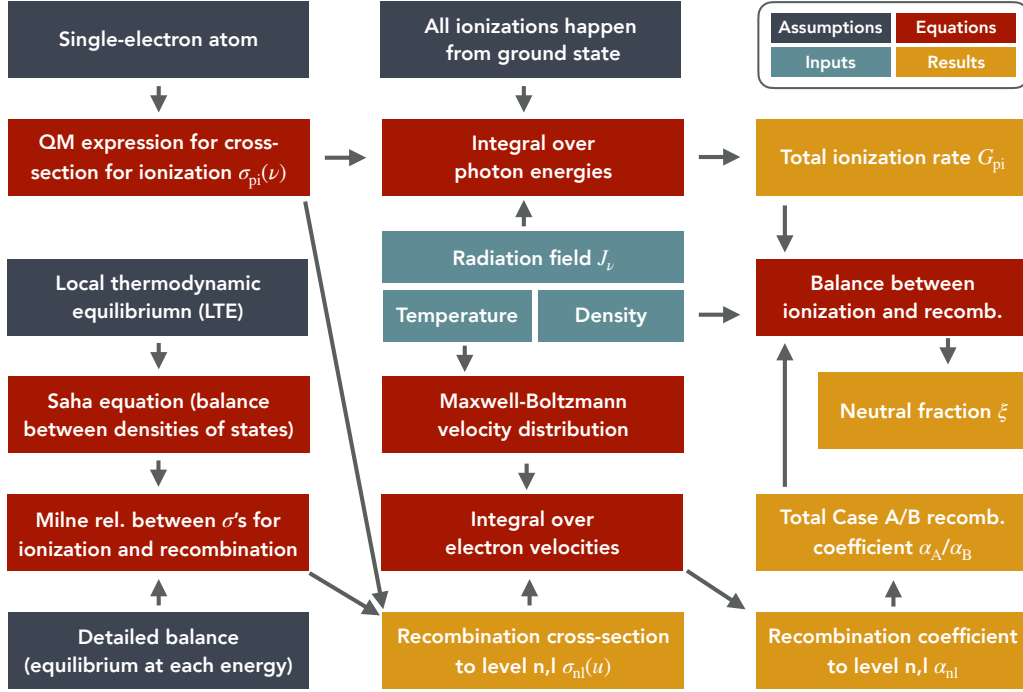 Single-electron atom
All ionizations happen
from ground state
Assumptions
Equations
Inputs
Results
QM expression for cross-
section for ionization σpi(ν)
Integral over
photon energies
Total ionization rate Gpi
Radiation field Jν
Local thermodynamic
equilibriumn (LTE)
Temperature
Density
Balance between
ionization and recomb.
Saha equation (balance
between densities of states)
Maxwell-Boltzmann
velocity distribution
Neutral fraction ξ
Milne rel. between σ's for
ionization and recombination
Integral over
electron velocities
Total Case A/B recomb.
coefficient αA/αB
Detailed balance
(equilibrium at each energy)
Recombination cross-section
to level n,l σnl(u)
Recombination coefficient
to level n,l αnl